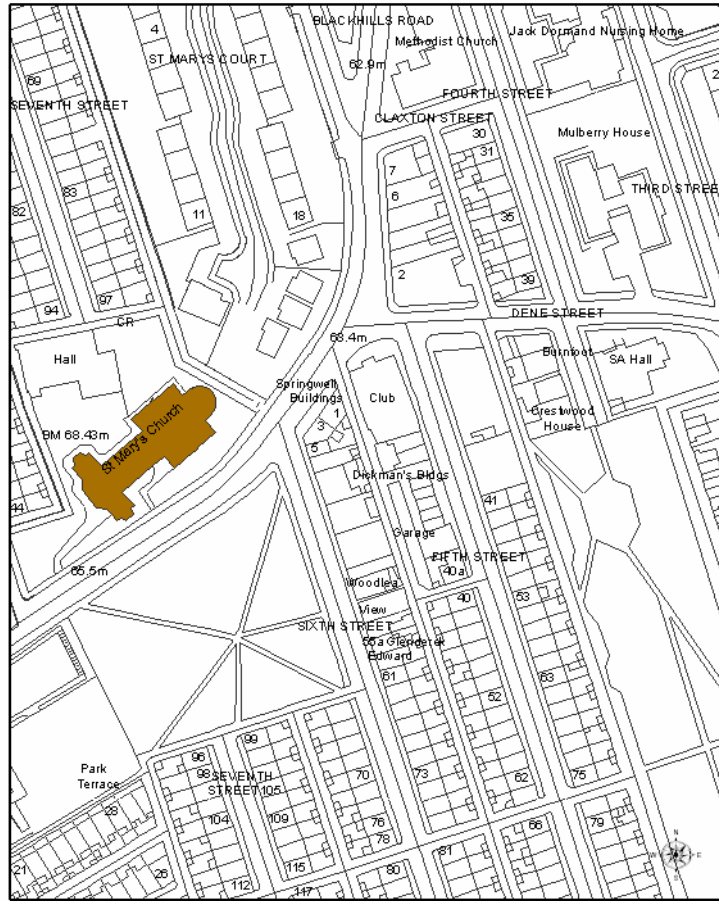 BLACKHILLS ROAD
4
Jack Dormand Nursing Home
Methodist Church
ST MARYS COURT
62.9m
69
FOURTH STREET
SEVENTH STREET
CLAXTON STREET
30
Mulberry House
31
7
THIRD STREE
6
83
82
11
18
35
2
39
94
97
DENE STREET
CR
63.4m
Hall
Burnfoot
SA Hall
Springwell
Buildings
Club
1
3
Crestwood
House
St Mary's Church
BM 68.43m
5
Dickman's Bldgs
41
44
Garage
FIFTH STREET
65.5m
40a
Woodlea
40
53
View
SIXTH STREET
55a Glenderek
Edward
61
63
52
99
96
Park
Terrace
98
SEVENTH
STREET
105
70
73
62
75
28
104
109
76
66
79
78
81
21
26
115
80
112
117
N
W
E
S